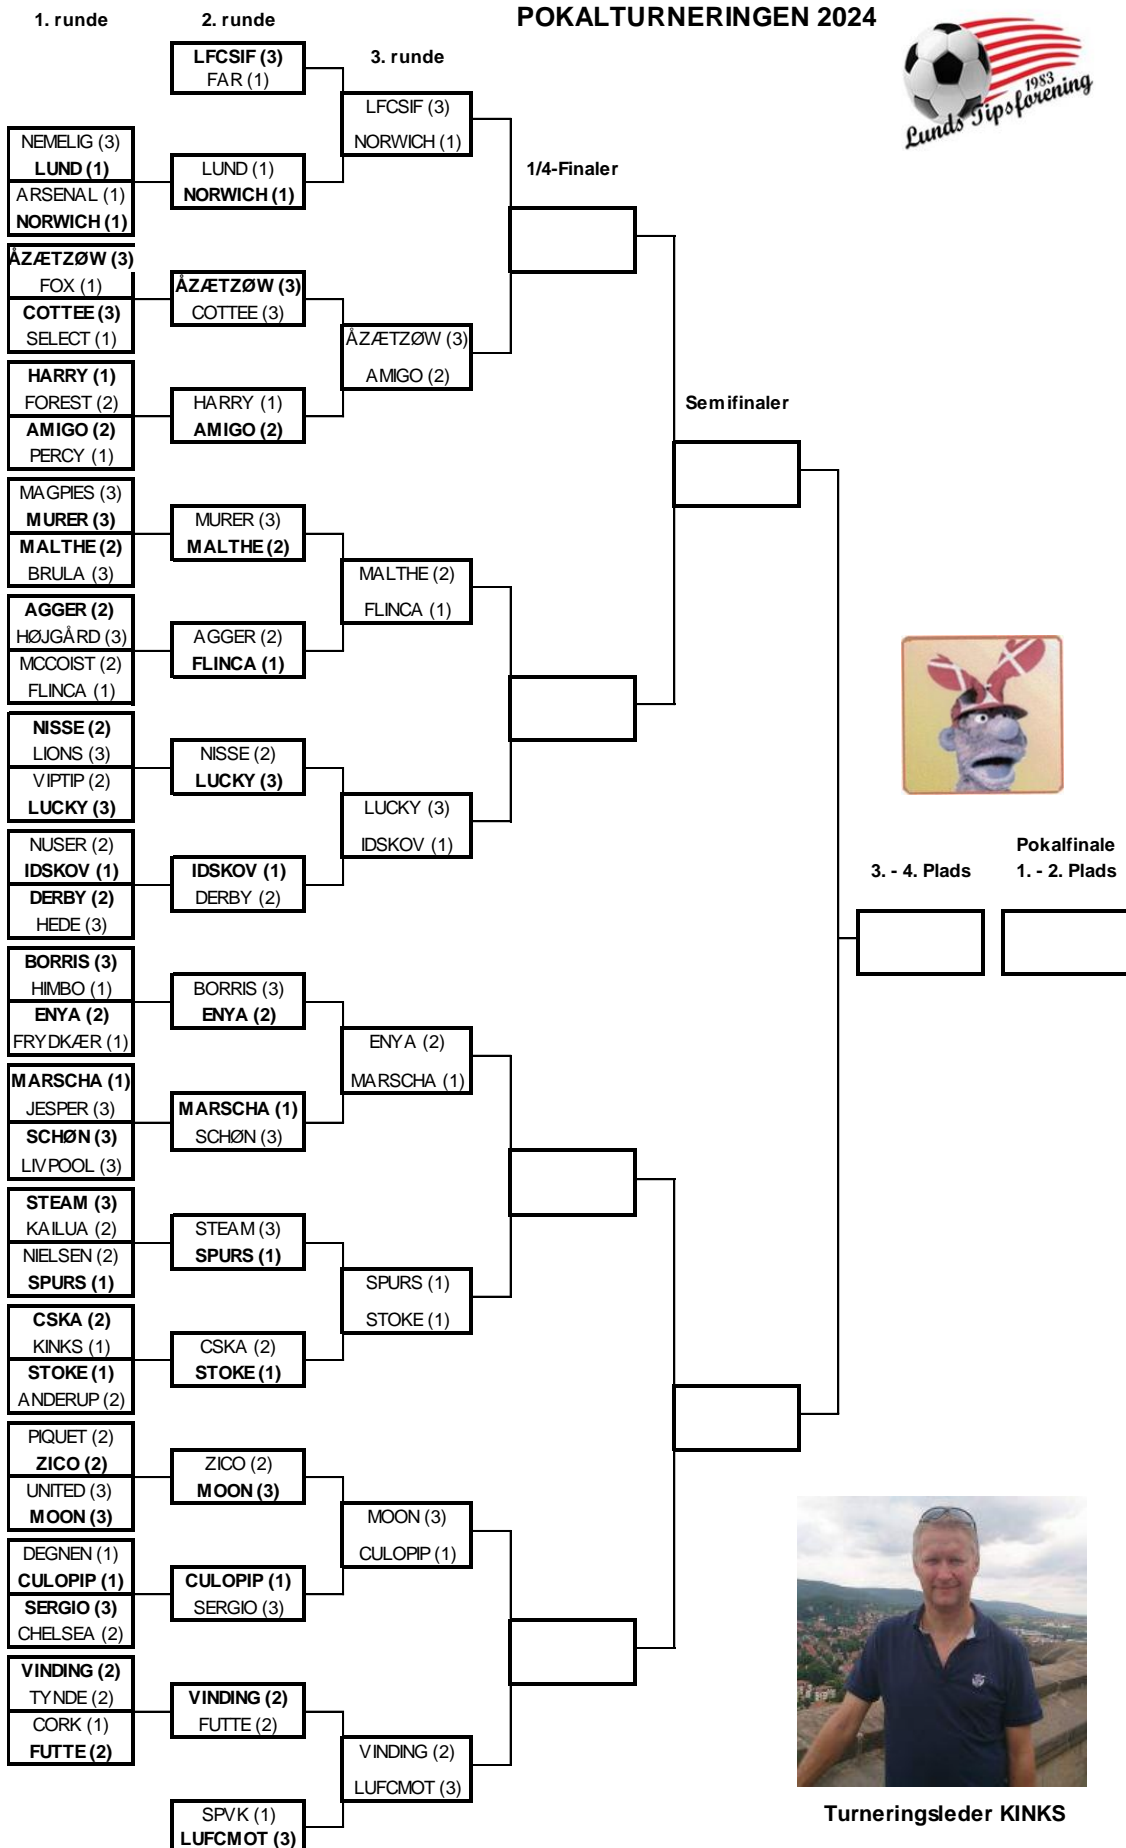 POKALTURNERINGEN 2024
1983
Lunds Tipsforening
1. runde
NEMELIG (3)
LUND (1)
ARSENAL (1)
NORWICH (1)
ÅZÆTZØW (3)
FOX (1)
COTTEE (3)
SELECT (1)
HARRY (1)
FOREST (2)
AMIGO (2)
PERCY (1)
MAGPIES (3)
MURER (3)
MALTHE (2)
BRULA (3)
AGGER (2)
HØJGÅRD (3)
MCCOIST (2)
FLINCA (1)
NISSE (2)
LIONS (3)
VIPTIP (2)
LUCKY (3)
NUSER (2)
IDSKOV (1)
DERBY (2)
HEDE (3)
BORRIS (3)
HIMBO (1)
ENYA (2)
FRYDKÆR (1)
MARSCHA (1)
JESPER (3)
SCHØN (3)
LIVPOOL (3)
STEAM (3)
KAILUA (2)
NIELSEN (2)
SPURS (1)
CSKA (2)
KINKS (1)
STOKE (1)
ANDERUP (2)
PIQUET (2)
ZICO (2)
UNITED (3)
MOON (3)
DEGNEN (1)
CULOPIP (1)
SERGIO (3)
CHELSEA (2)
VINDING (2)
TYNDE (2)
CORK (1)
FUTTE (2)
2. runde
LFCSIF (3)
FAR (1)
LUND (1)
NORWICH (1)
ÅZÆTZØW (3)
COTTEE (3)
HARRY (1)
AMIGO (2)
MURER (3)
MALTHE (2)
AGGER (2)
FLINCA (1)
NISSE (2)
LUCKY (3)
IDSKOV (1)
DERBY (2)
BORRIS (3)
ENYA (2)
MARSCHA (1)
SCHØN (3)
STEAM (3)
SPURS (1)
CSKA (2)
STOKE (1)
ZICO (2)
MOON (3)
CULOPIP (1)
SERGIO (3)
VINDING (2)
FUTTE (2)
SPVK (1)
LUFCMOT (3)
3. runde
LFCSIF (3)
NORWICH (1)
ÅZÆTZØW (3)
AMIGO (2)
MALTHE (2)
FLINCA (1)
LUCKY (3)
IDSKOV (1)
ENYA (2)
MARSCHA (1)
SPURS (1)
STOKE (1)
MOON (3)
CULOPIP (1)
VINDING (2)
LUFCMOT (3)
1/4-Finaler
Semifinaler
3. - 4. Plads
Pokalfinale
1. - 2. Plads
Turneringsleder KINKS